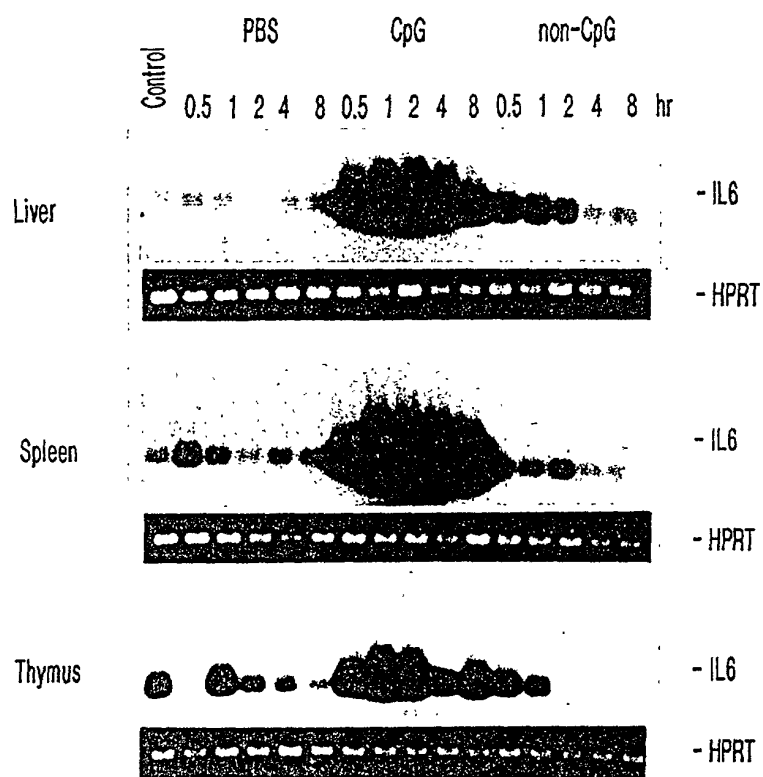 PBS CpG non-CpG
Control 0.5 1 2 4 8 0.5 1 2 4 8 0.5 1 2 4 8 hr
Liver - IL6
- HPRT
Spleen - IL6
- HPRT
Thymus - IL6
- HPRT